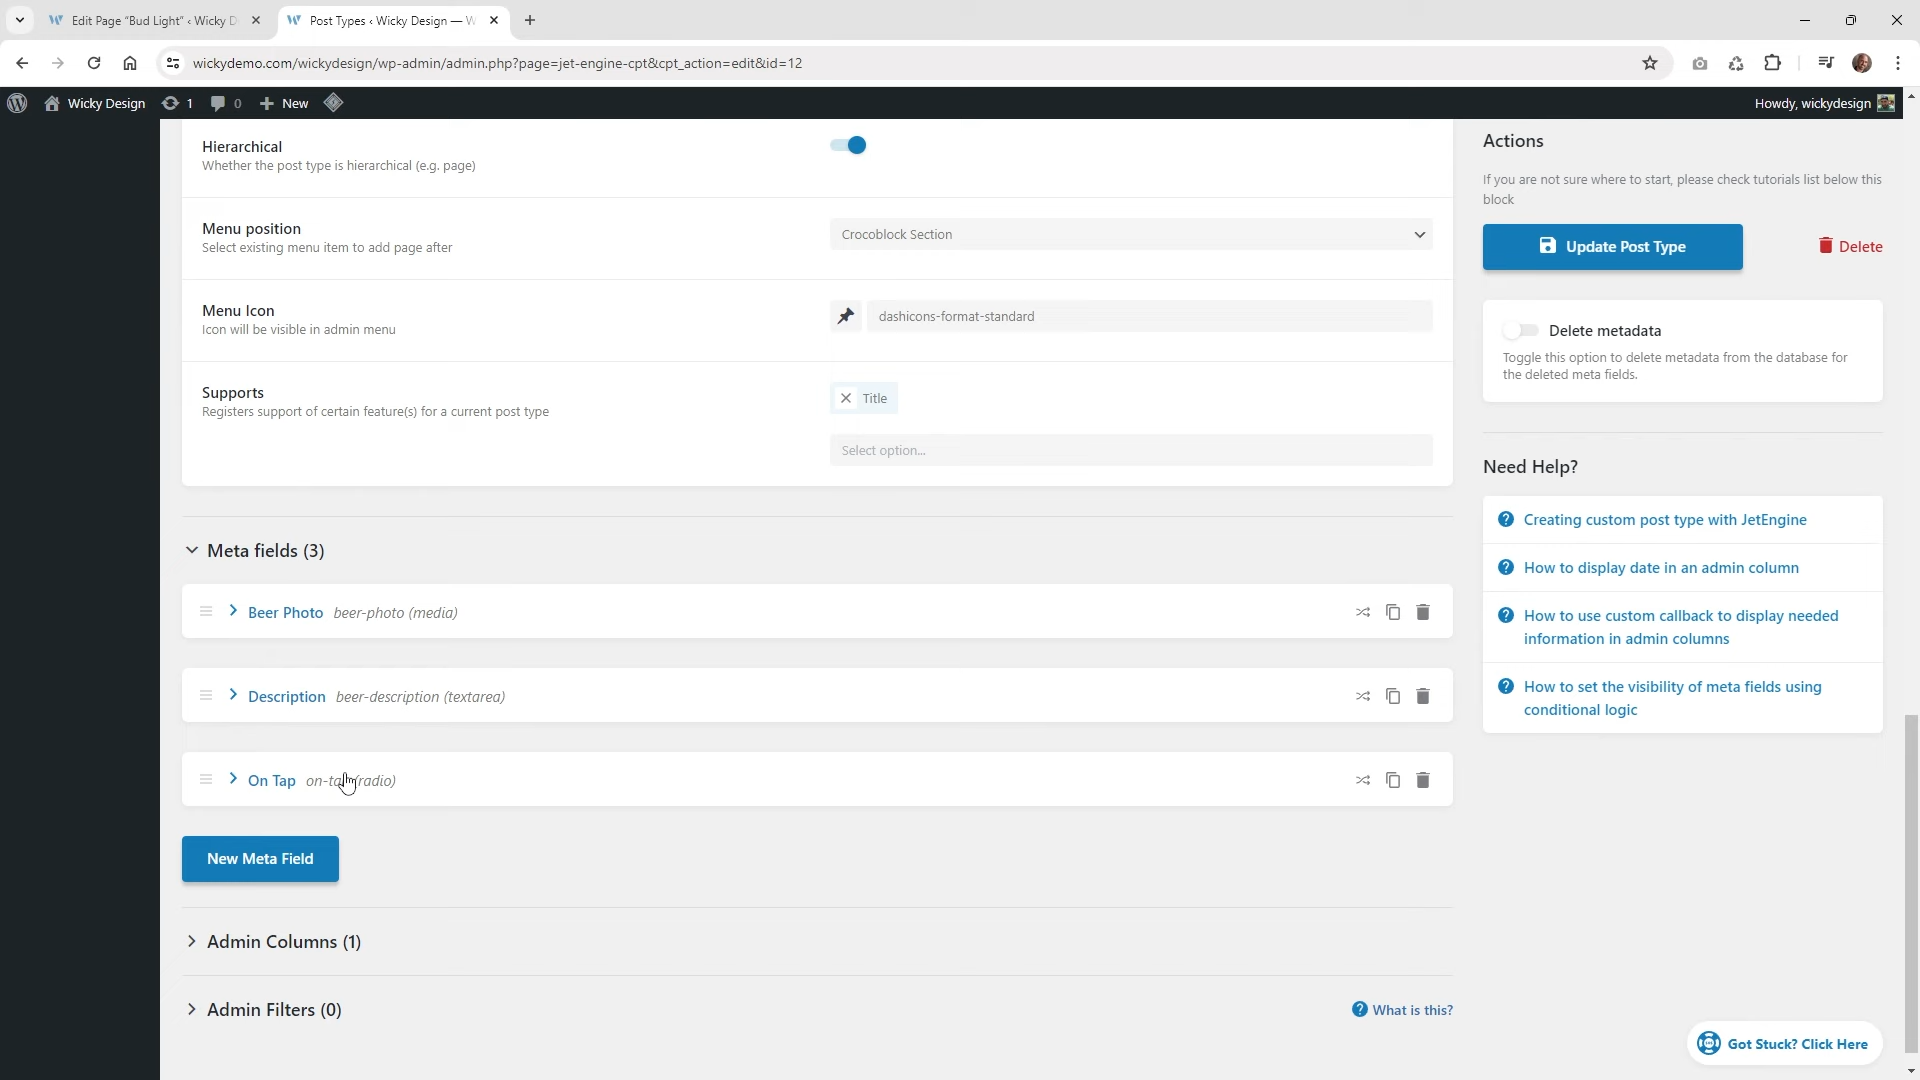 Edit Page "Bud Light" ‹ Wicky D
Post Types ‹ Wicky Design — W
wickydemo.com/wickydesign/wp-admin/admin.php?page=jet-engine-cpt&cpt_action=edit&id=12
Wicky Design
1
0
New
Howdy, wickydesign
Hierarchical
Whether the post type is hierarchical (e.g. page)
Menu position
Select existing menu item to add page after
Crocoblock Section
Menu Icon
Icon will be visible in admin menu
dashicons-format-standard
Supports
Registers support of certain feature(s) for a current post type
Title
Select option...
Meta fields (3)
Beer Photo beer-photo (media)
Description beer-description (textarea)
On Tap (radio)
New Meta Field
Admin Columns (1)
Admin Filters (0)
What is this?
Actions
If you are not sure where to start, please check tutorials list below this
block
Update Post Type
Delete
Delete metadata
Toggle this option to delete metadata from the database for
the deleted meta fields.
Need Help?
Creating custom post type with JetEngine
How to display date in an admin column
How to use custom callback to display needed
information in admin columns
How to set the visibility of meta fields using
conditional logic
Got Stuck? Click Here